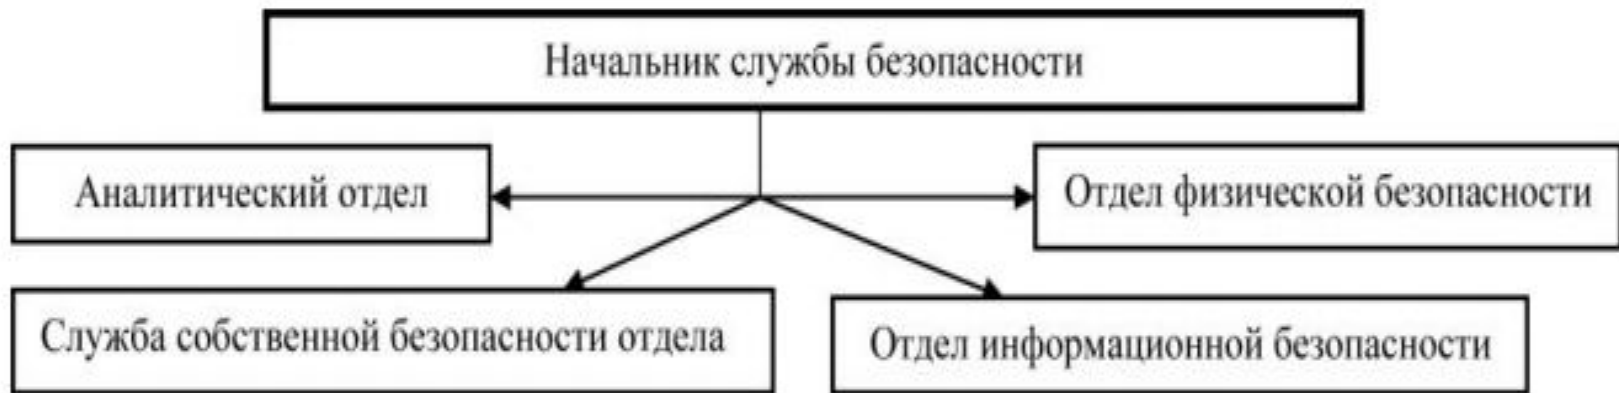 Начальник службы безопасности
Аналитический отдел
Отдел физической безопасности
Служба собственной безопасности отдела
Отдел информационной безопасности